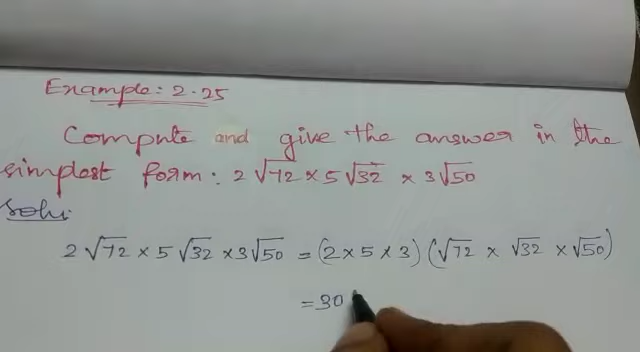 Example: 2.25
Compute and give the answer in the
simplest form: 2√72 × 5√32 × 3√50
Soln:
2√72 × 5√32 × 3√50 = (2×5×3) (√72 × √32 × √50)
= 30